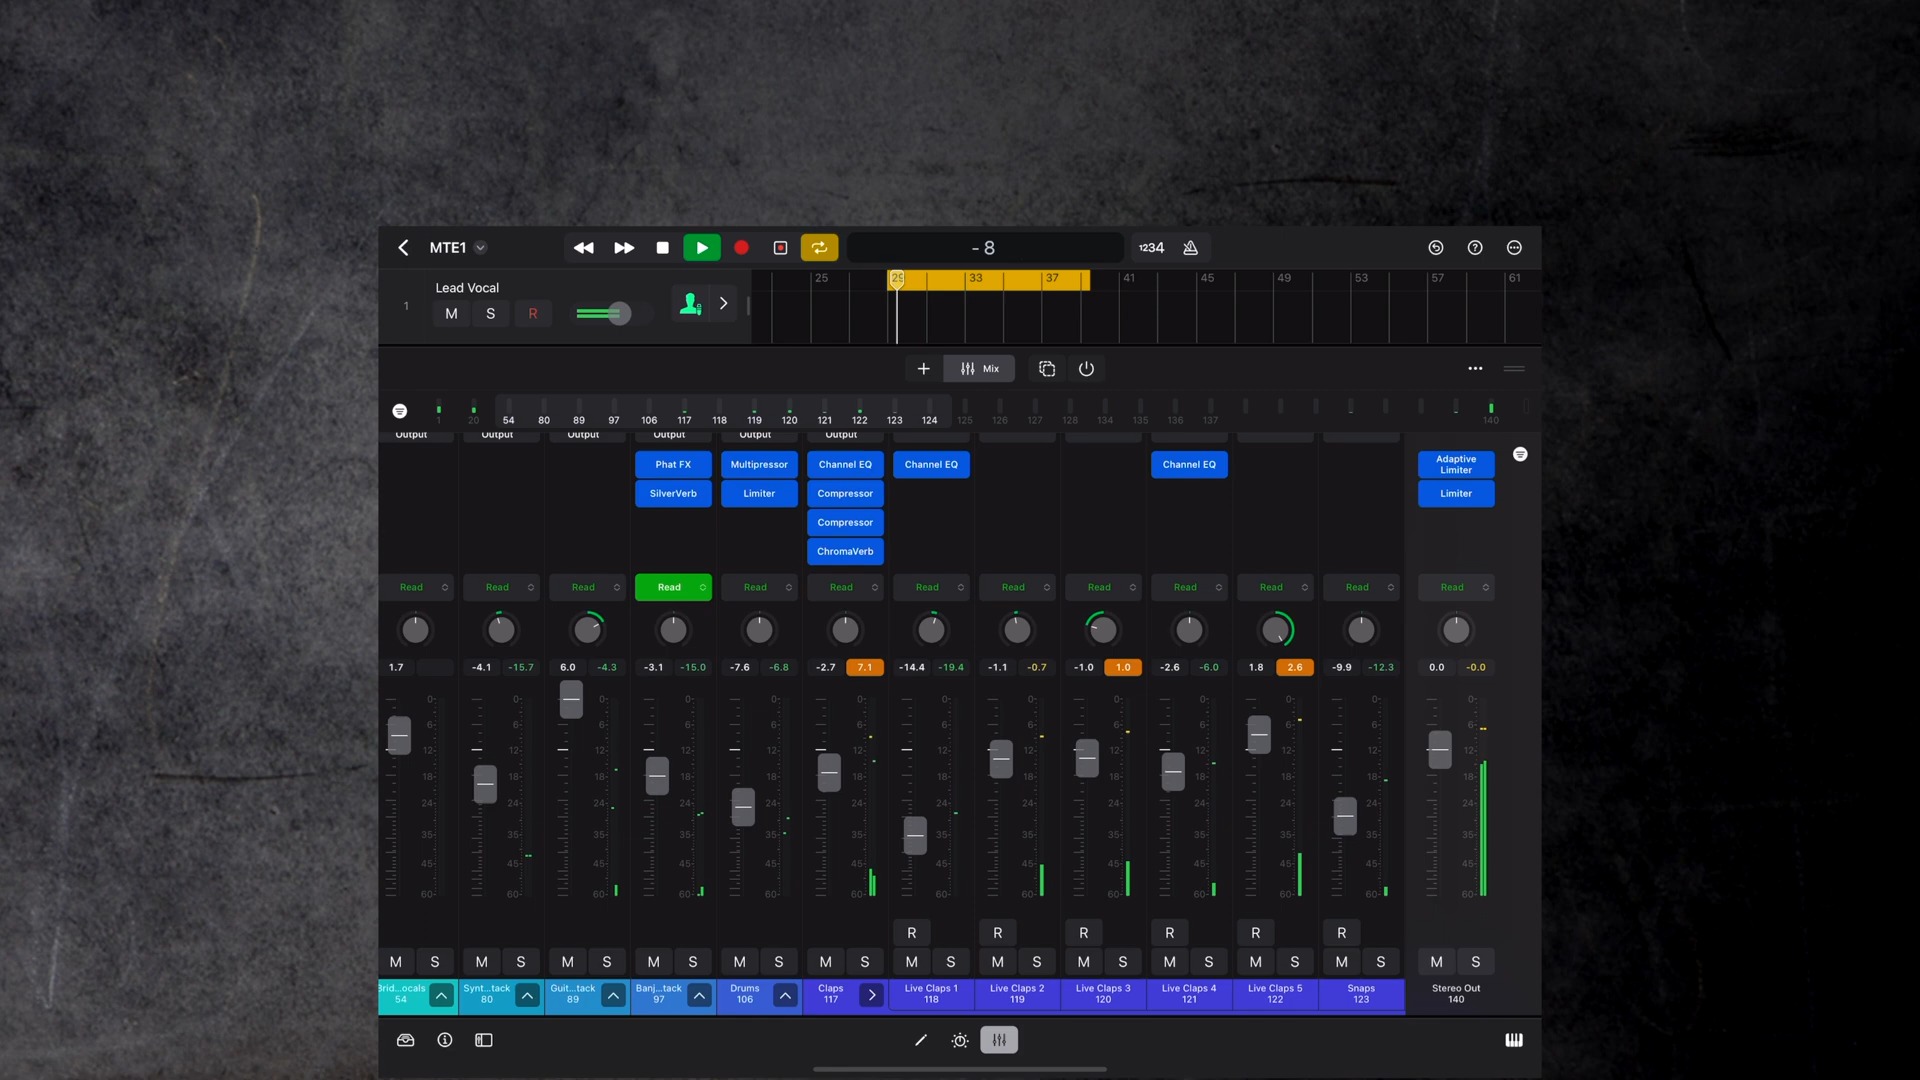 MTE1
- 8
1234
1
Lead Vocal
M S R
25 29 33 37 41 45 49 53 57 61
Mix
1 20 54 80 89 97 106 117 118 119 120 121 122 123 124 125 126 127 128 134 135 136 137 140
Output Output Output Output Output Output
Phat FX Multipressor Channel EQ Channel EQ Channel EQ Adaptive Limiter
SilverVerb Limiter Compressor Limiter
Compressor
ChromaVerb
Read Read Read Read Read Read Read Read Read Read Read Read Read
1.7 -4.1 -15.7 6.0 -4.3 -3.1 -15.0 -7.6 -6.8 -2.7 7.1 -14.4 -19.4 -1.1 -0.7 -1.0 1.0 -2.6 -6.0 1.8 2.6 -9.9 -12.3 0.0 -0.0
0 0 0 0 0 0 0 0 0 0 0 0 0
6 6 6 6 6 6 6 6 6 6 6 6 6
12 12 12 12 12 12 12 12 12 12 12 12 12
18 18 18 18 18 18 18 18 18 18 18 18 18
24 24 24 24 24 24 24 24 24 24 24 24 24
35 35 35 35 35 35 35 35 35 35 35 35 35
45 45 45 45 45 45 45 45 45 45 45 45 45
60 60 60 60 60 60 60 60 60 60 60 60 60
R R R R R R
M S M S M S M S M S M S M S M S M S M S M S M S M S
Brid...ocals Synt...tack Guit...tack Banj...tack Drums Claps Live Claps 1 Live Claps 2 Live Claps 3 Live Claps 4 Live Claps 5 Snaps Stereo Out
54 80 89 97 106 117 118 119 120 121 122 123 140